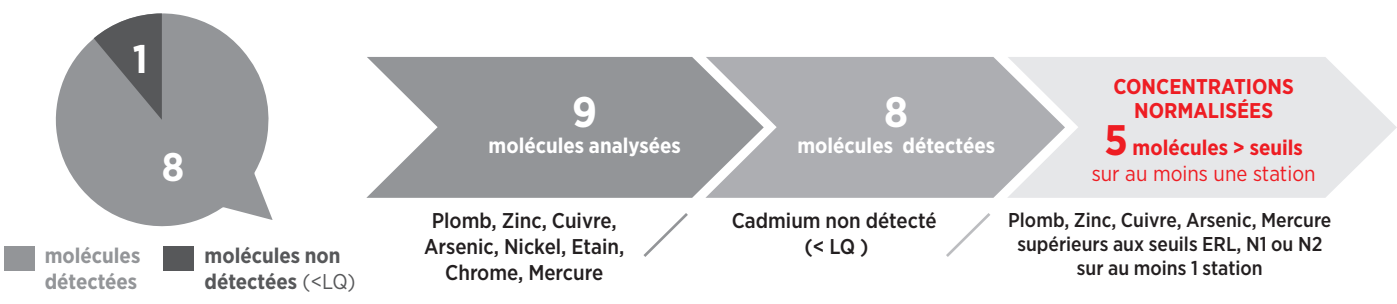 1
8
molécules
détectées
molécules non
détectées (<LQ)
9
molécules analysées
Plomb, Zinc, Cuivre,
Arsenic, Nickel, Etain,
Chrome, Mercure
8
molécules détectées
Cadmium non détecté
(< LQ )
CONCENTRATIONS
NORMALISÉES
5 molécules > seuils
sur au moins une station
Plomb, Zinc, Cuivre, Arsenic, Mercure
supérieurs aux seuils ERL, N1 ou N2
sur au moins 1 station